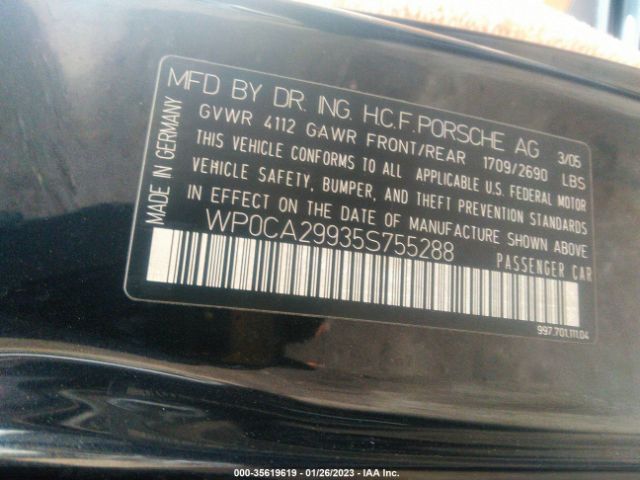 MFD BY DR. ING. H.C.F. PORSCHE AG 3/05
GVWR 4112 GAWR FRONT/REAR 1709/2690 LBS
THIS VEHICLE CONFORMS TO ALL APPLICABLE U.S. FEDERAL MOTOR
VEHICLE SAFETY, BUMPER, AND THEFT PREVENTION STANDARDS
IN EFFECT ON THE DATE OF MANUFACTURE SHOWN ABOVE
WP0CA29935S755288 PASSENGER CAR
MADE IN GERMANY
997.701.111.04
000-35619619 - 01/26/2023 - IAA Inc.